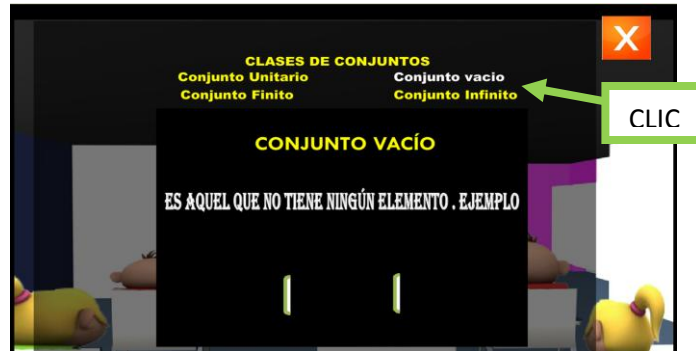 X
CLASES DE CONJUNTOS
Conjunto Unitario Conjunto vacio
Conjunto Finito Conjunto Infinito
CLIC
CONJUNTO VACÍO
ES AQUEL QUE NO TIENE NINGÚN ELEMENTO . EJEMPLO